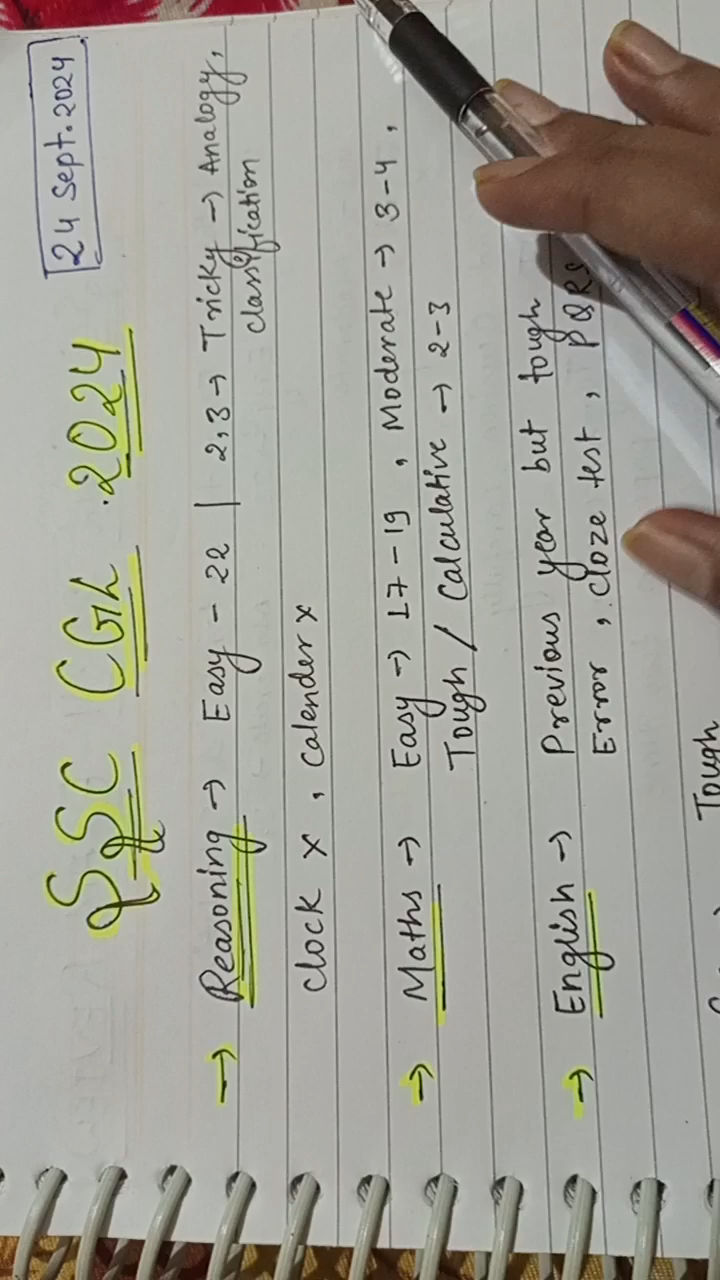 SSC CGL 2024
24 Sept. 2024
→ Reasoning → Easy - 22 | 2,3 → Tricky → Analogy,
classification
clock x , calender x
→ Maths → Easy → 17 - 19 , Moderate → 3-4 ,
Tough / calculative → 2-3
→ English → Previous year but tough
Error , cloze test , PQRS
Tough